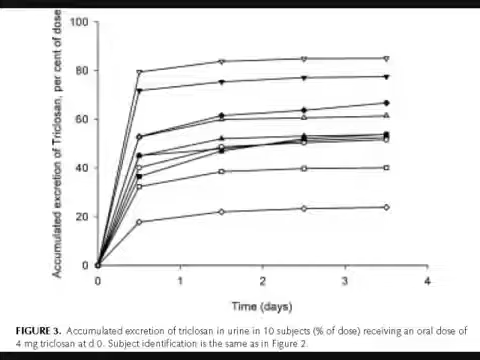 Accumulated excretion of Triclosan, per cent of dose
100
80
60
40
20
0
0 1 2 3 4
Time (days)
FIGURE 3. Accumulated excretion of triclosan in urine in 10 subjects (% of dose) receiving an oral dose of
4 mg triclosan at d 0. Subject identification is the same as in Figure 2.